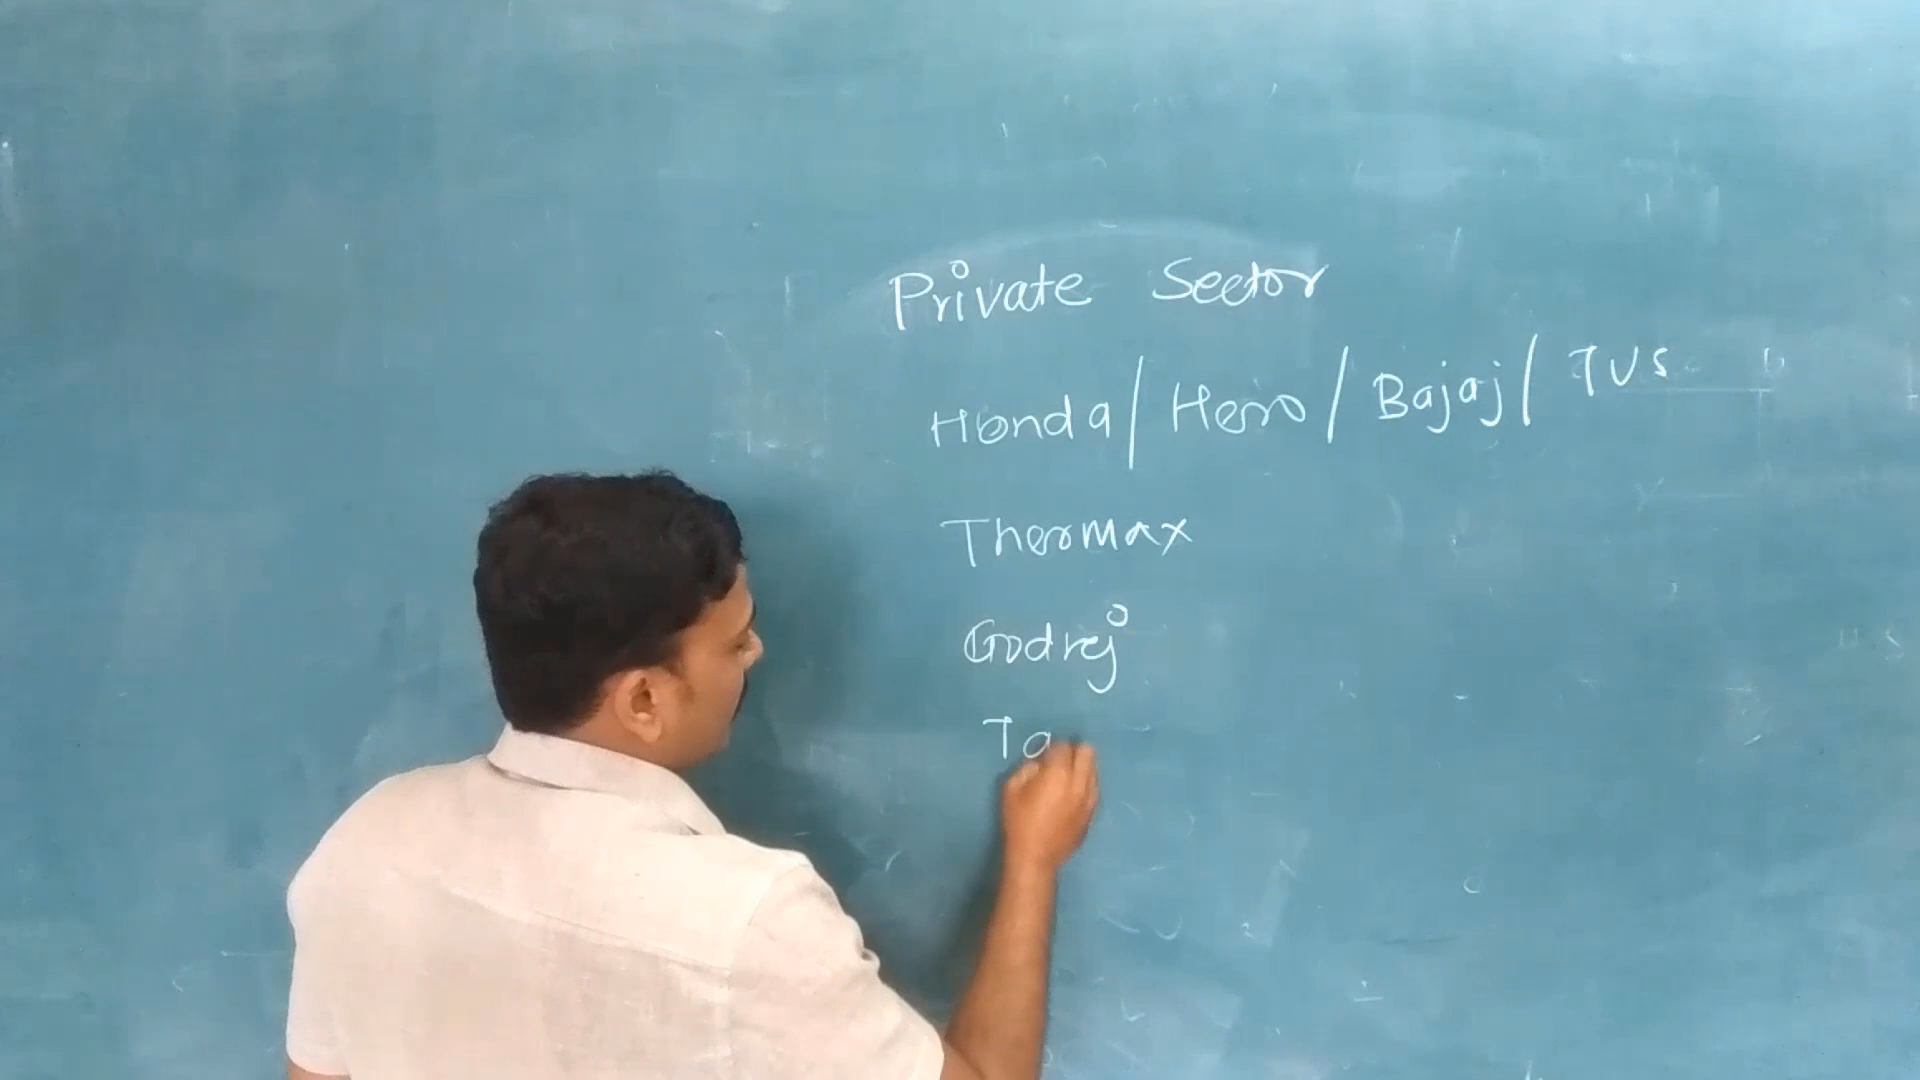 Private Sector
Honda / Hero / Bajaj / TVS
Thermax
Godrej
Ta